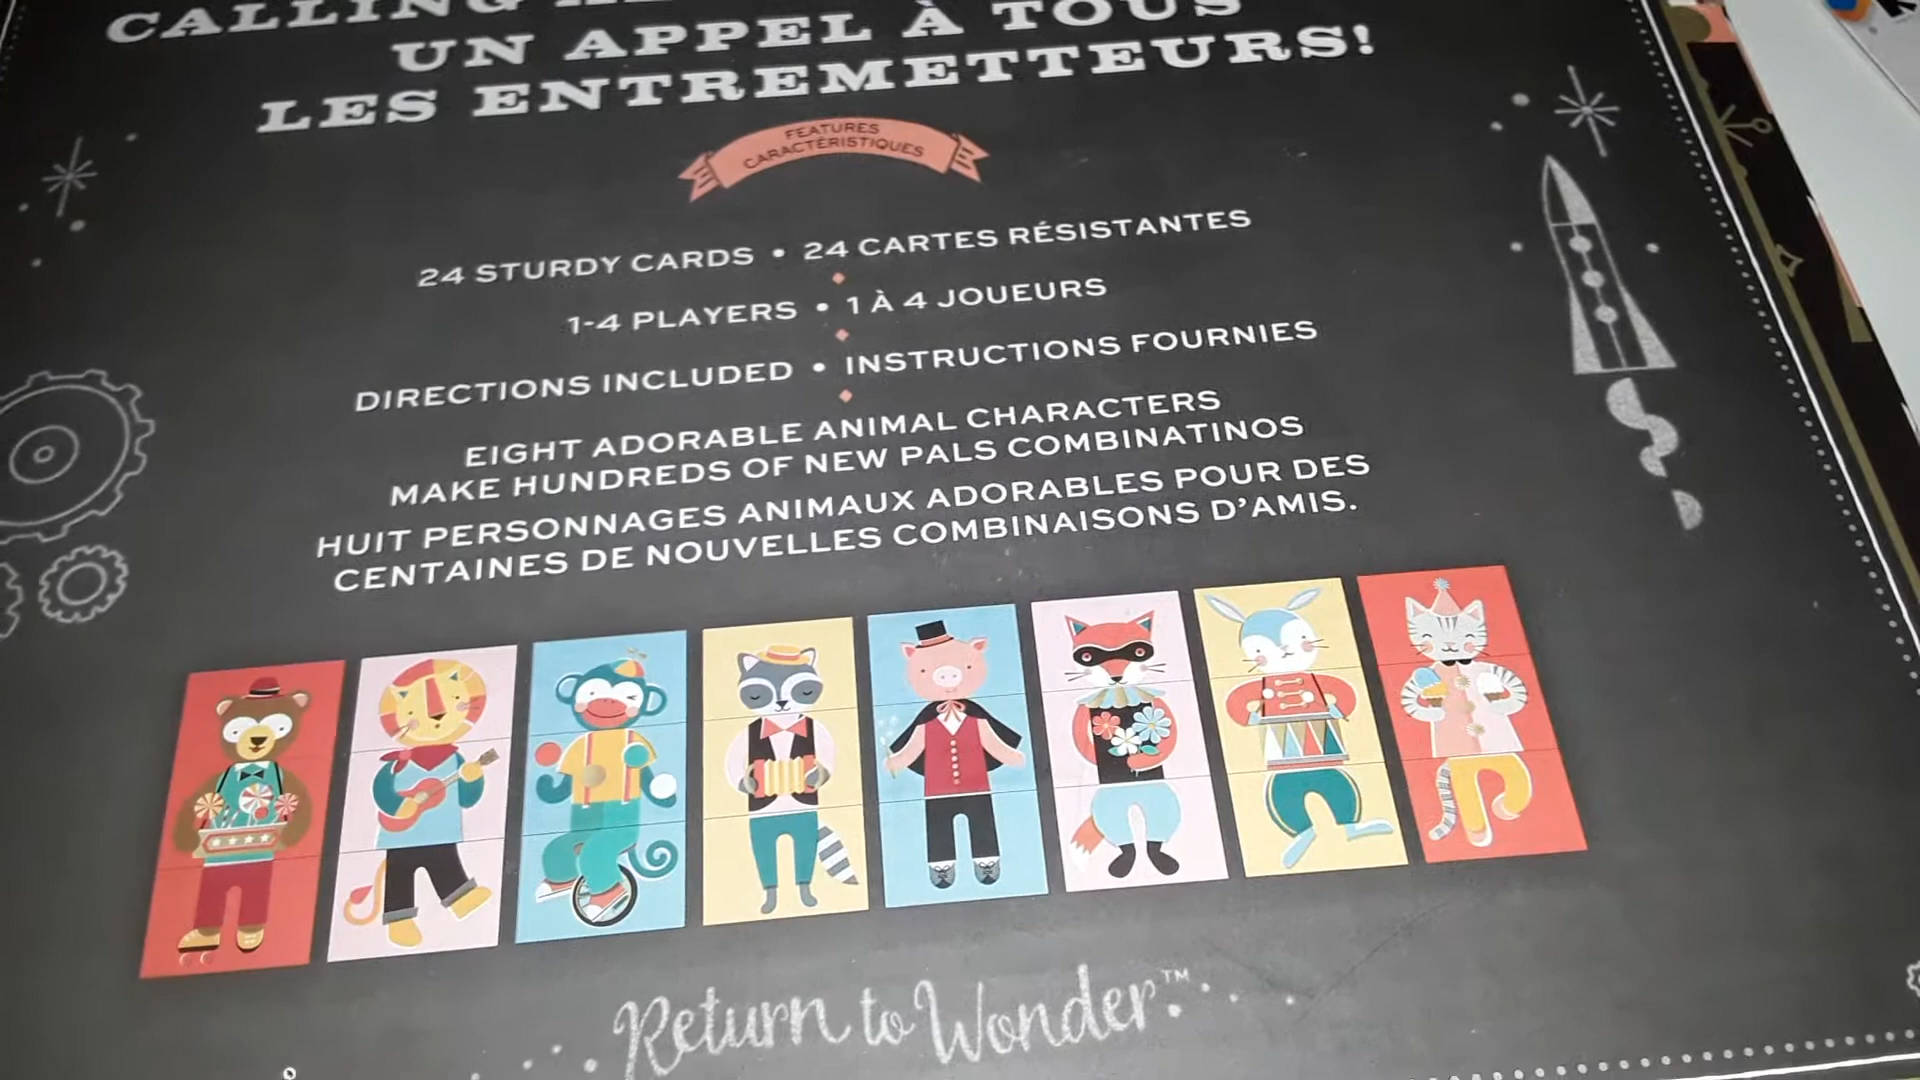 CALLING
UN APPEL À TOUS
LES ENTREMETTEURS!
FEATURES
CARACTÉRISTIQUES
24 STURDY CARDS • 24 CARTES RÉSISTANTES
1-4 PLAYERS • 1 À 4 JOUEURS
DIRECTIONS INCLUDED • INSTRUCTIONS FOURNIES
EIGHT ADORABLE ANIMAL CHARACTERS
MAKE HUNDREDS OF NEW PALS COMBINATINOS
HUIT PERSONNAGES ANIMAUX ADORABLES POUR DES
CENTAINES DE NOUVELLES COMBINAISONS D'AMIS.
Return to Wonder™